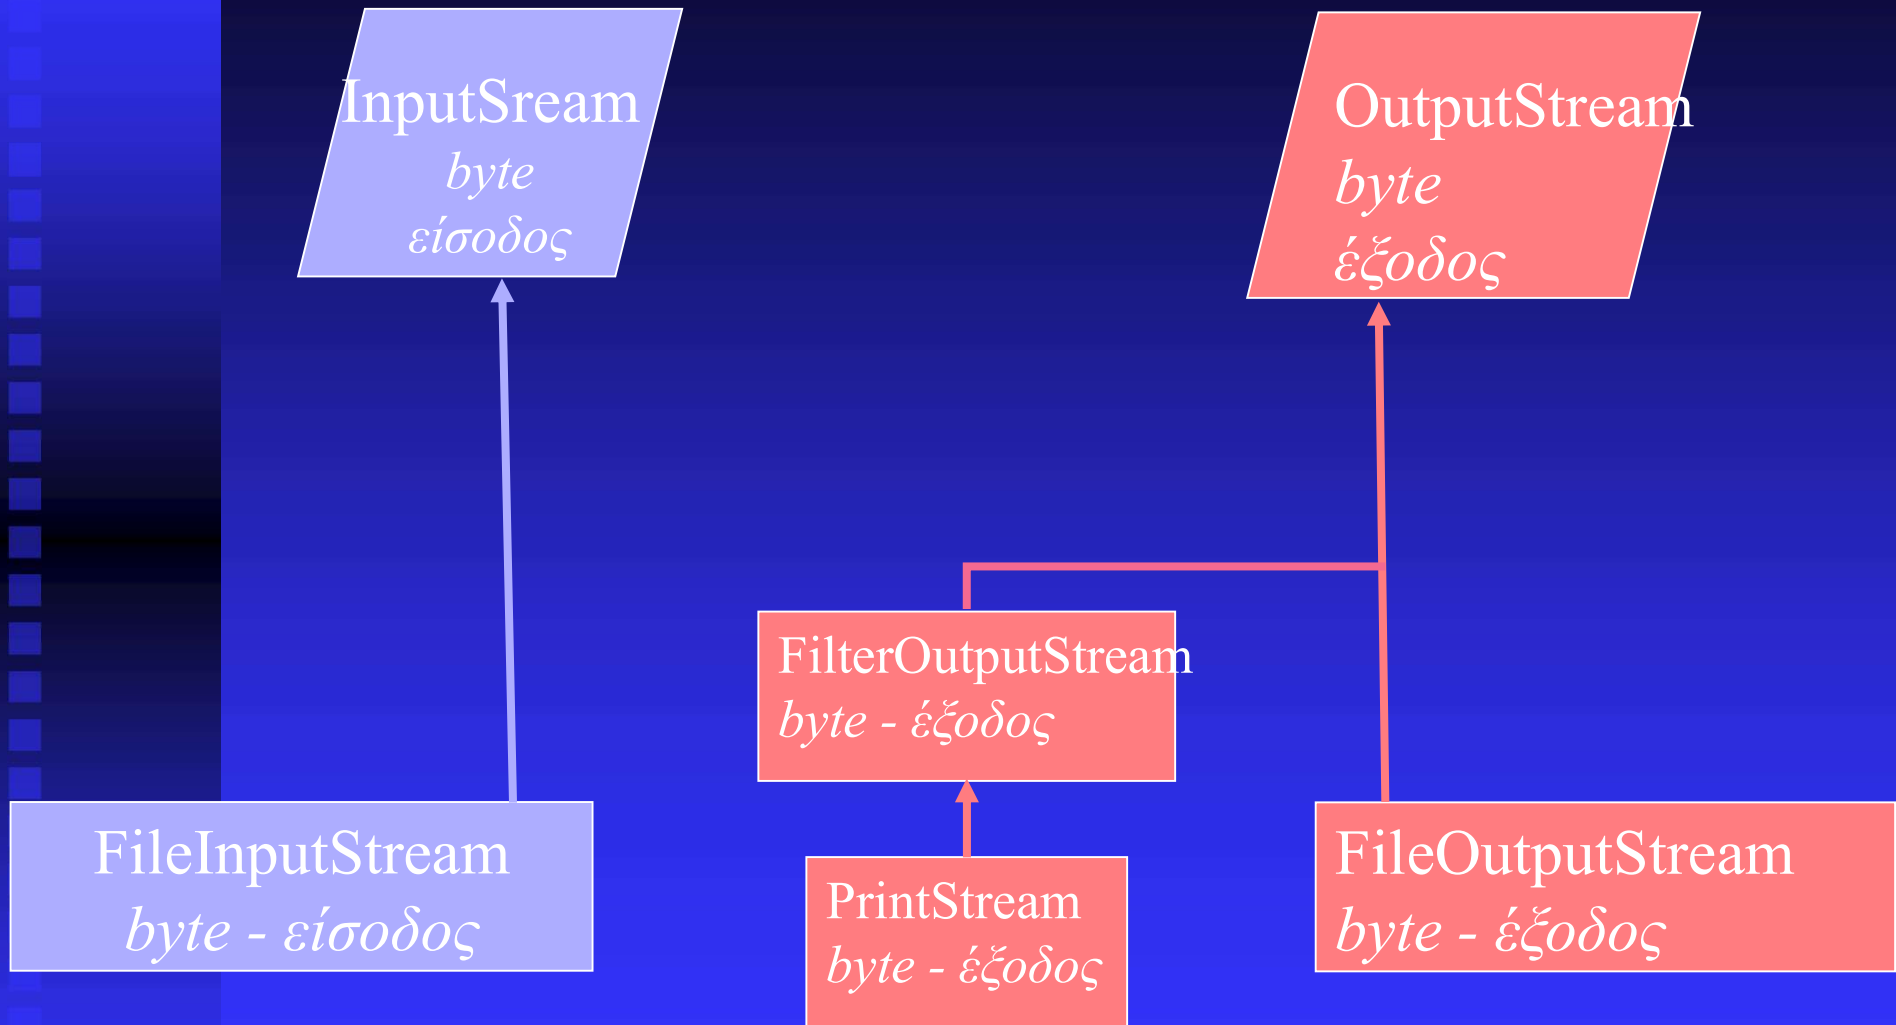 InputSream
byte
είσοδος
OutputStream
byte
έξοδος
FilterOutputStream
byte - έξοδος
FileInputStream
byte - είσοδος
PrintStream
byte - έξοδος
FileOutputStream
byte - έξοδος